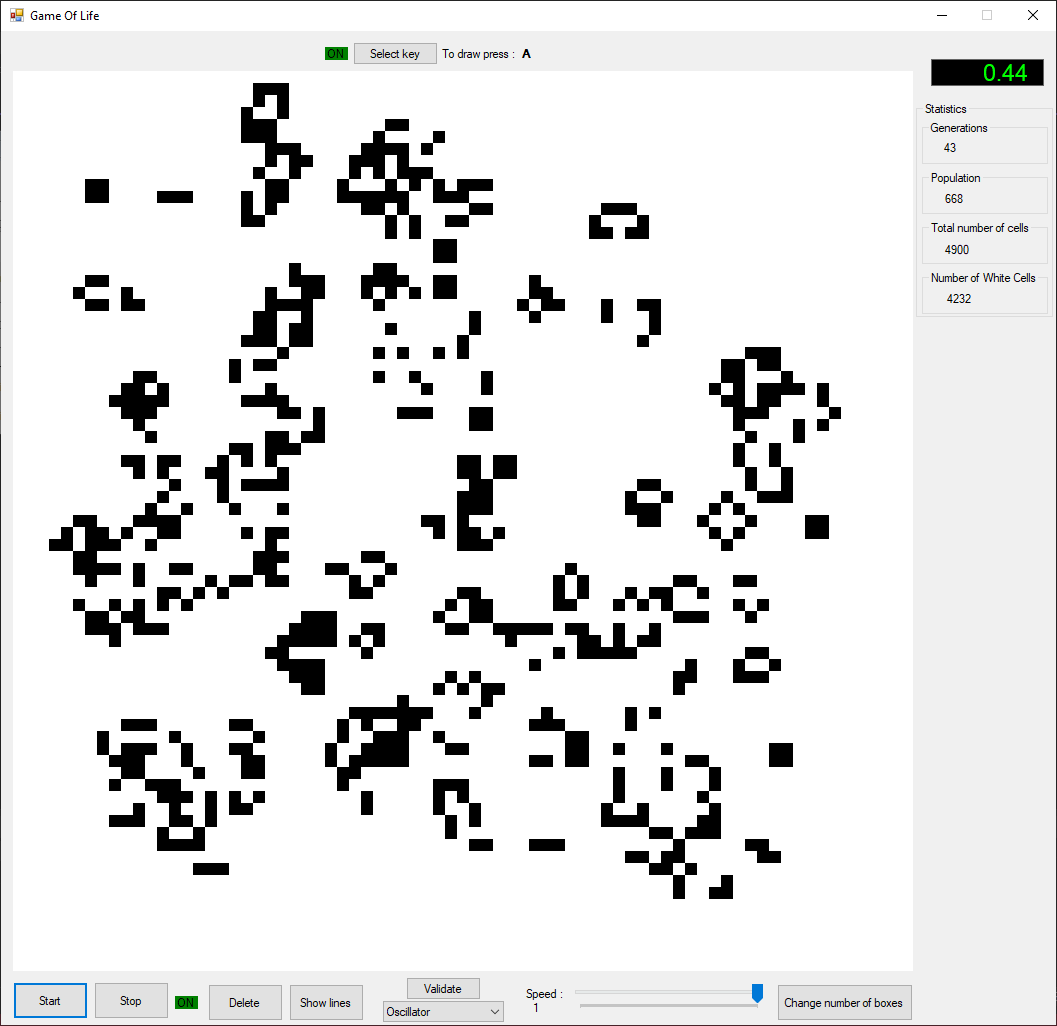 Game Of Life
ON Select key To draw press : A
0.44
Statistics
Generations
43
Population
668
Total number of cells
4900
Number of White Cells
4232
Start Stop ON Delete Show lines
Validate
Oscillator
Speed :
1
Change number of boxes